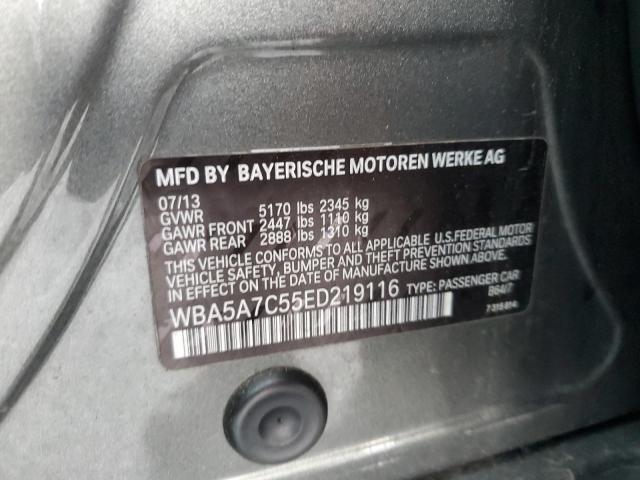 MFD BY BAYERISCHE MOTOREN WERKE AG
07/13
GVWR 5170 lbs 2345 kg
GAWR FRONT 2447 lbs 1110 kg
GAWR REAR 2888 lbs 1310 kg
THIS VEHICLE CONFORMS TO ALL APPLICABLE U.S.FEDERAL MOTOR
VEHICLE SAFETY, BUMPER, AND THEFT PREVENTION STANDARDS
IN EFFECT ON THE DATE OF MANUFACTURE SHOWN ABOVE.
WBA5A7C55ED219116 TYPE: PASSENGER CAR
B64/7